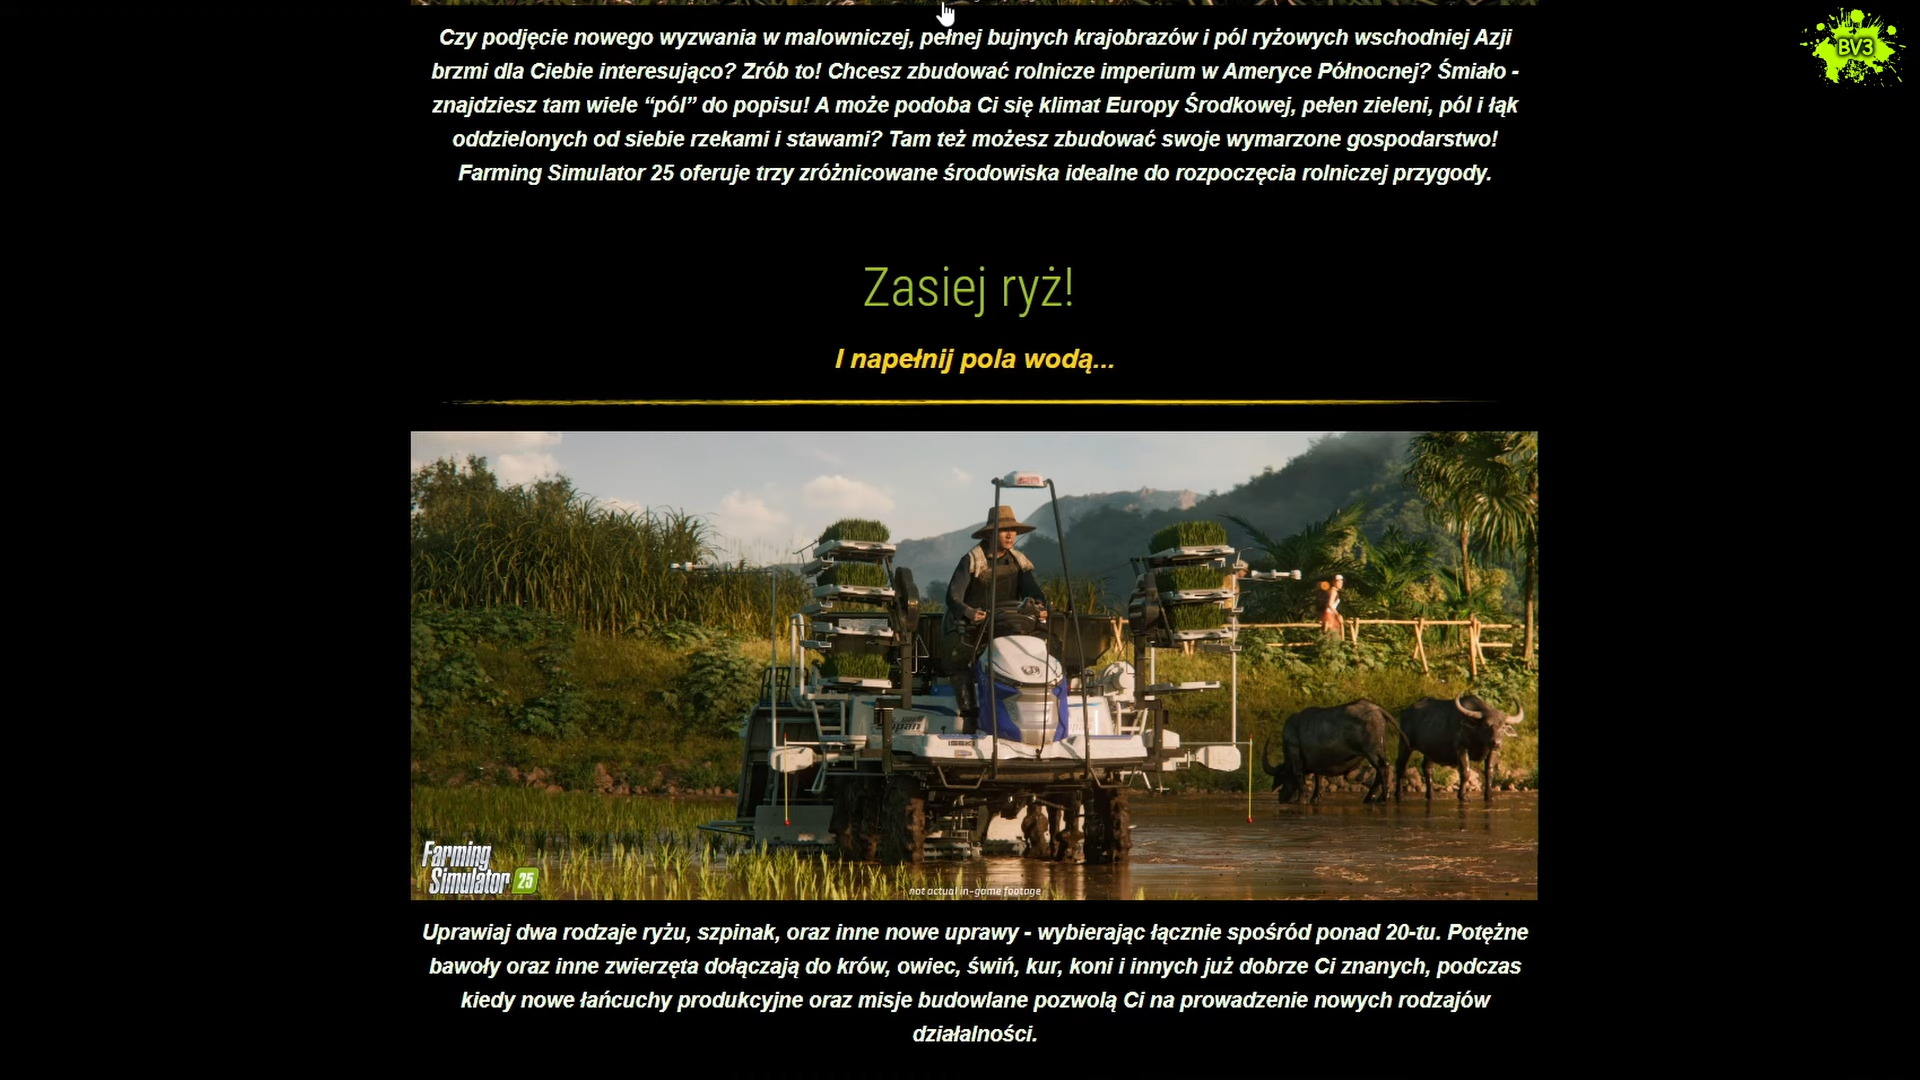 BV3
Czy podjęcie nowego wyzwania w malowniczej, pełnej bujnych krajobrazów i pól ryżowych wschodniej Azji
brzmi dla Ciebie interesująco? Zrób to! Chcesz zbudować rolnicze imperium w Ameryce Północnej? Śmiało -
znajdziesz tam wiele “pól” do popisu! A może podoba Ci się klimat Europy Środkowej, pełen zieleni, pól i łąk
oddzielonych od siebie rzekami i stawami? Tam też możesz zbudować swoje wymarzone gospodarstwo!
Farming Simulator 25 oferuje trzy zróżnicowane środowiska idealne do rozpoczęcia rolniczej przygody.
Zasiej ryż!
I napełnij pola wodą...
ISEKI
Farming
Simulator 25
not actual in-game footage
Uprawiaj dwa rodzaje ryżu, szpinak, oraz inne nowe uprawy - wybierając łącznie spośród ponad 20-tu. Potężne
bawoły oraz inne zwierzęta dołączają do krów, owiec, świń, kur, koni i innych już dobrze Ci znanych, podczas
kiedy nowe łańcuchy produkcyjne oraz misje budowlane pozwolą Ci na prowadzenie nowych rodzajów
działalności.